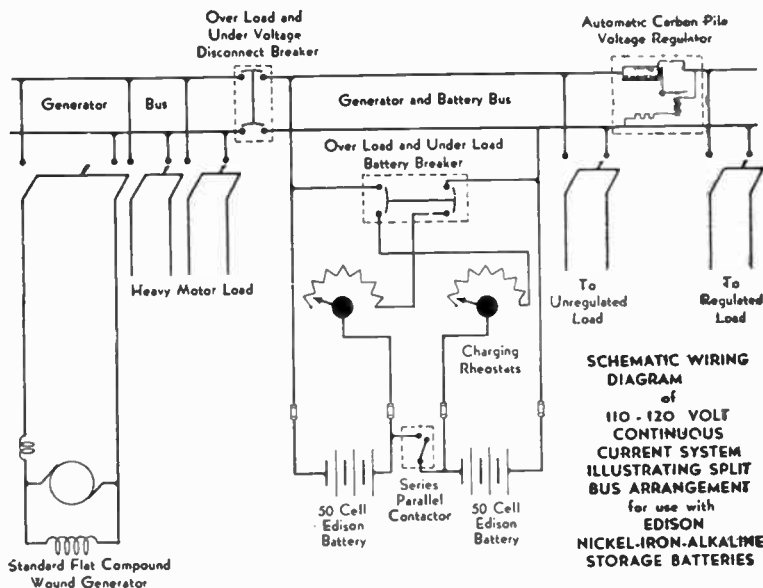 Over Load and
Under Voltage
Disconnect Breaker
Automatic Carbon Pile
Voltage Regulator
Generator
Bus
Generator and Battery Bus
Over Load and Under Load
Battery Breaker
Heavy Motor Load
To
Unregulated
Load
To
Regulated
Load
Charging
Rheostats
Series
Parallel
Contactor
50 Cell
Edison
Battery
50 Cell
Edison
Battery
Standard Flat Compound
Wound Generator
SCHEMATIC WIRING
DIAGRAM
of
110 - 120 VOLT
CONTINUOUS
CURRENT SYSTEM
ILLUSTRATING SPLIT
BUS ARRANGEMENT
for use with
EDISON
NICKEL-IRON-ALKALINE
STORAGE BATTERIES